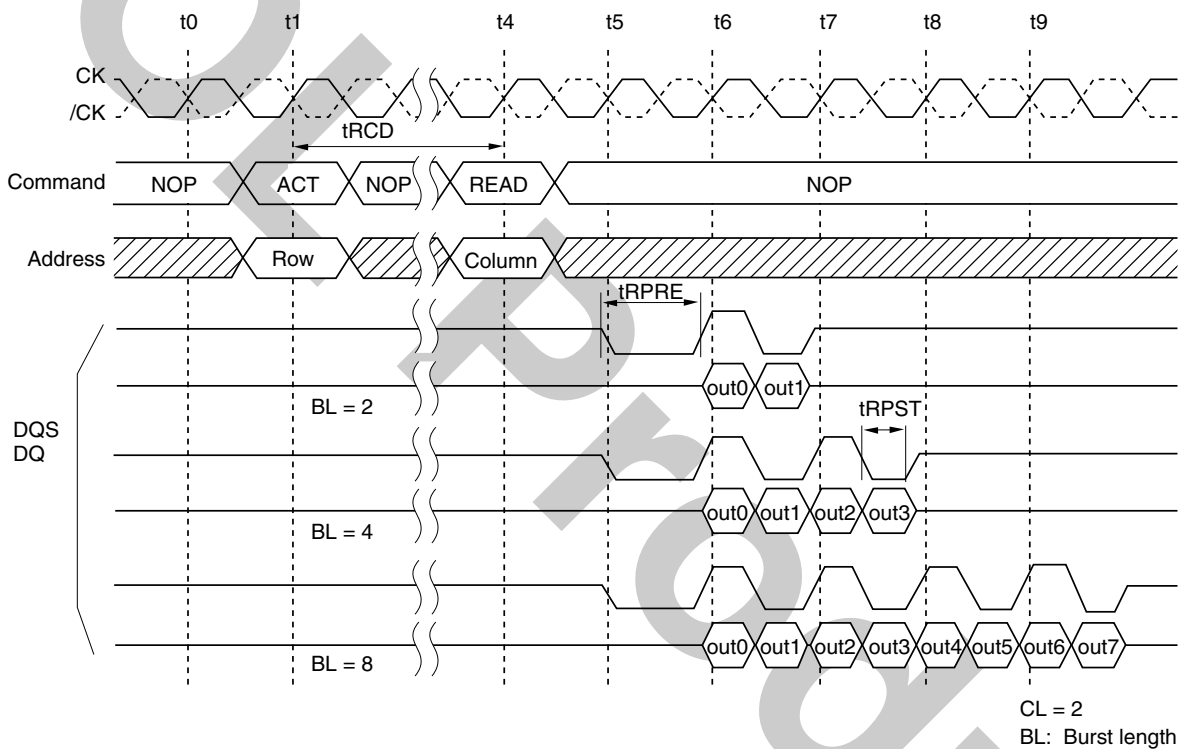 t0 t1 t4 t5 t6 t7 t8 t9
CK
/CK
tRCD
Command NOP ACT NOP READ NOP
Address Row Column
tRPRE
out0 out1
BL = 2
tRPST
DQS
DQ
out0 out1 out2 out3
BL = 4
out0 out1 out2 out3 out4 out5 out6 out7
BL = 8
CL = 2
BL: Burst length